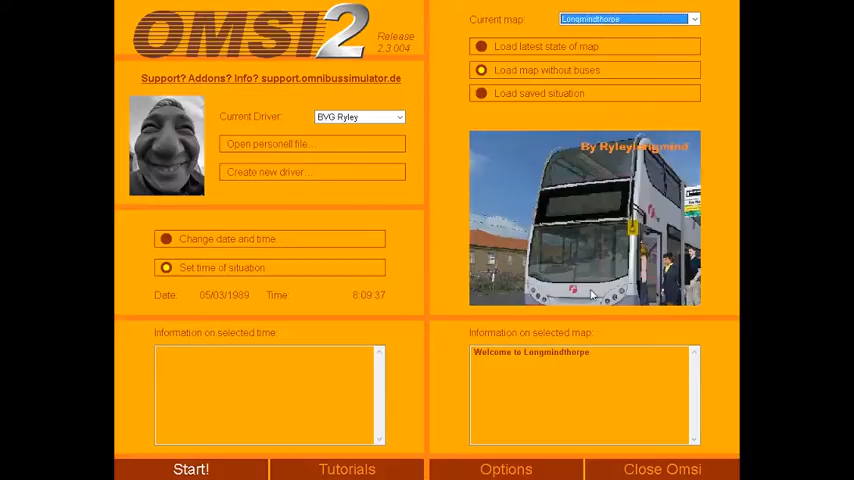 OMSI 2
Release
2.3.004
Support? Addons? Info? support.omnibussimulator.de
Current Driver:
BVG Ryley
Open personell file...
Create new driver...
Change date and time
Set time of situation
Date: 05/03/1989 Time: 8:09:37
Information on selected time:
Current map:
Longmindthorpe
Load latest state of map
Load map without buses
Load saved situation
Information on selected map:
Welcome to Longmindthorpe
Start!
Tutorials
Options
Close Omsi